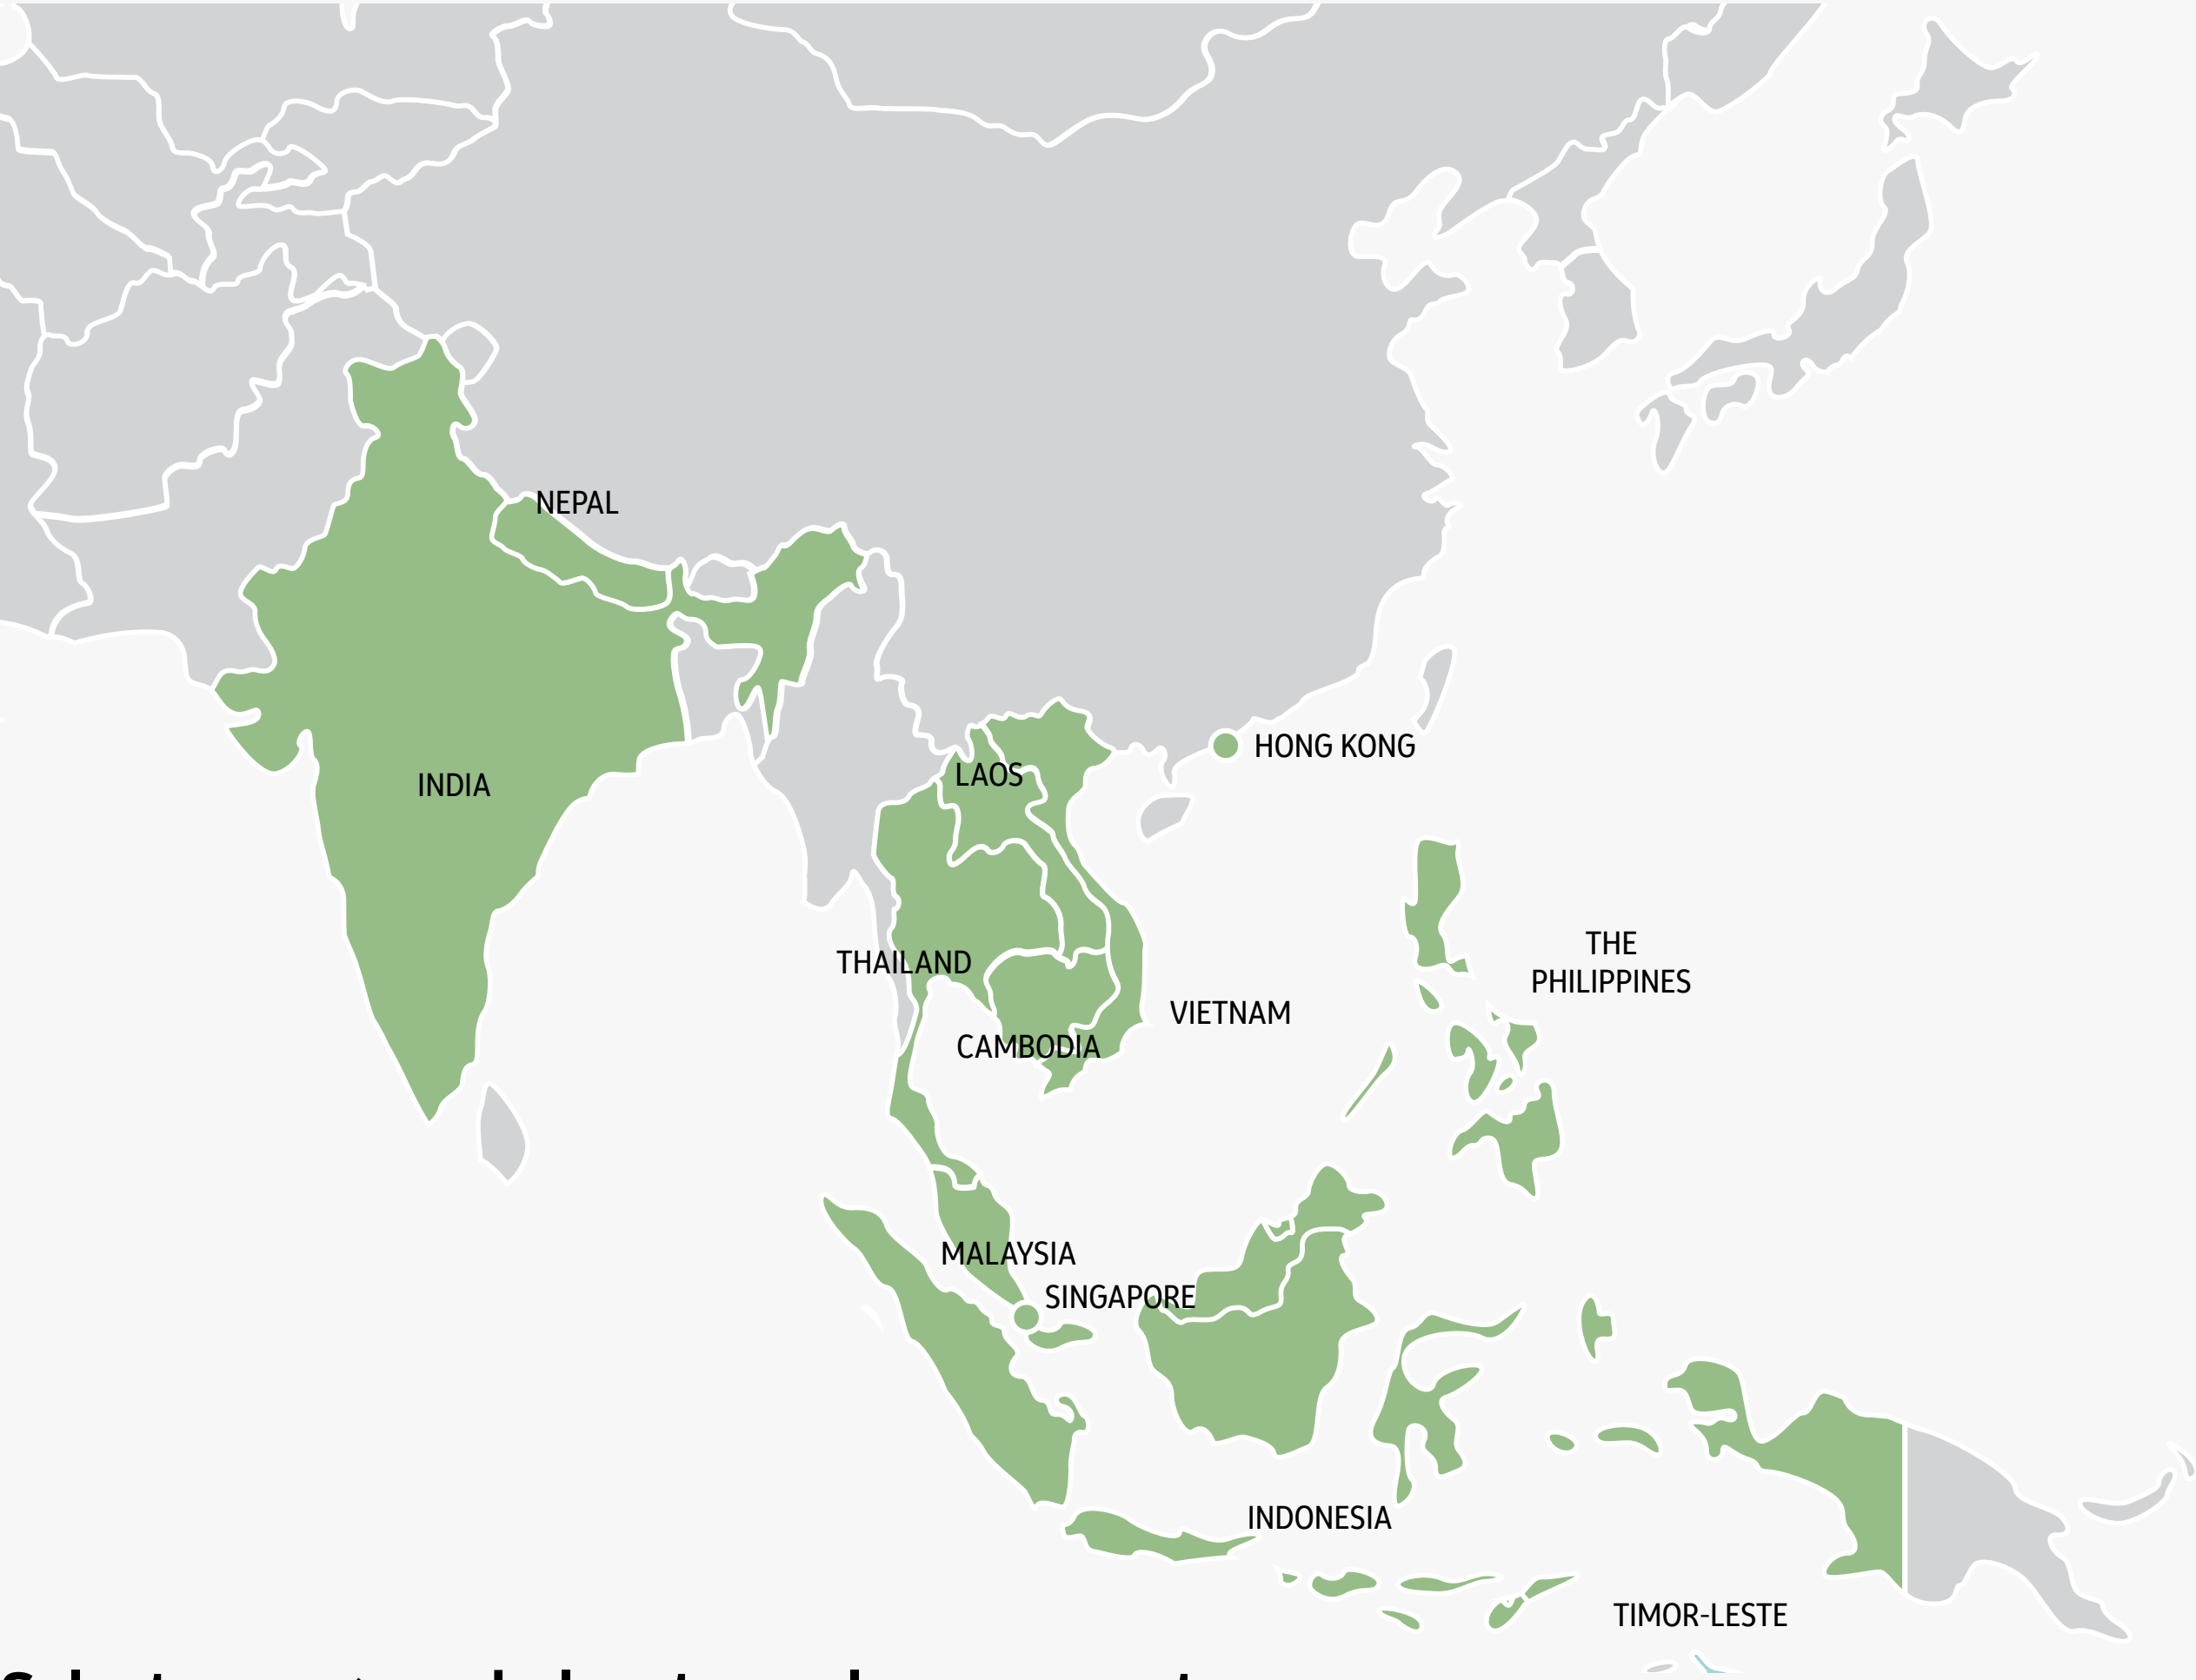 NEPAL
HONG KONG
LAOS
INDIA
THE
PHILIPPINES
THAILAND
VIETNAM
CAMBODIA
MALAYSIA
SINGAPORE
INDONESIA
TIMOR-LESTE